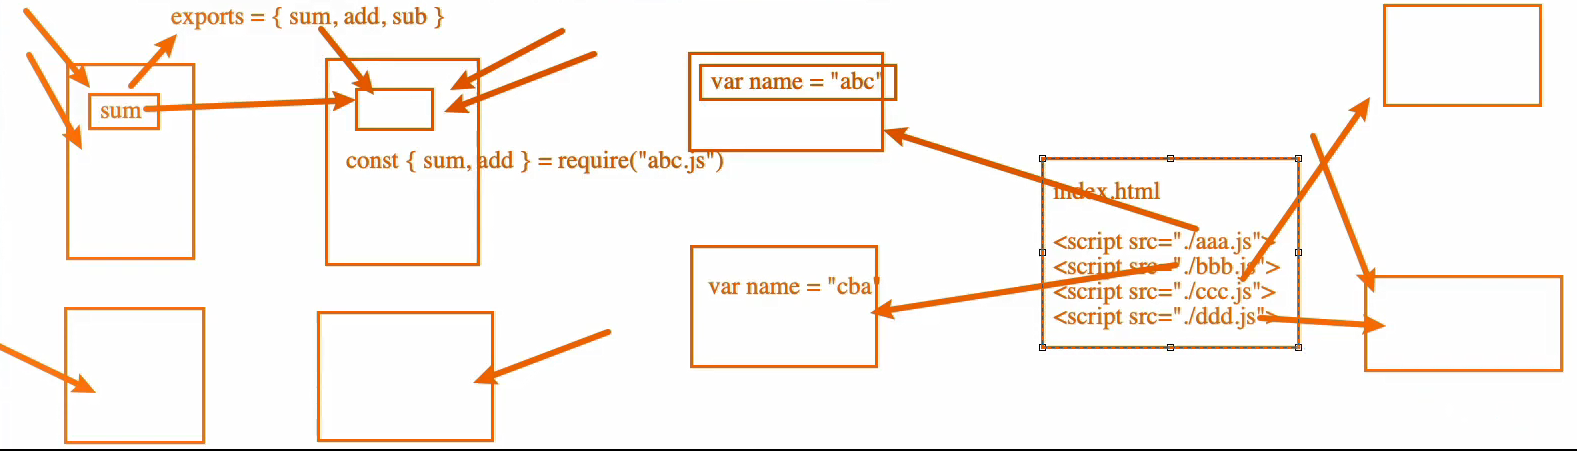 exports = { sum, add, sub }
sum
const { sum, add } = require("abc.js")
var name = "abc"
var name = "cba"
index.html
<script src="./aaa.js">
<script src="./bbb.js">
<script src="./ccc.js">
<script src="./ddd.js">